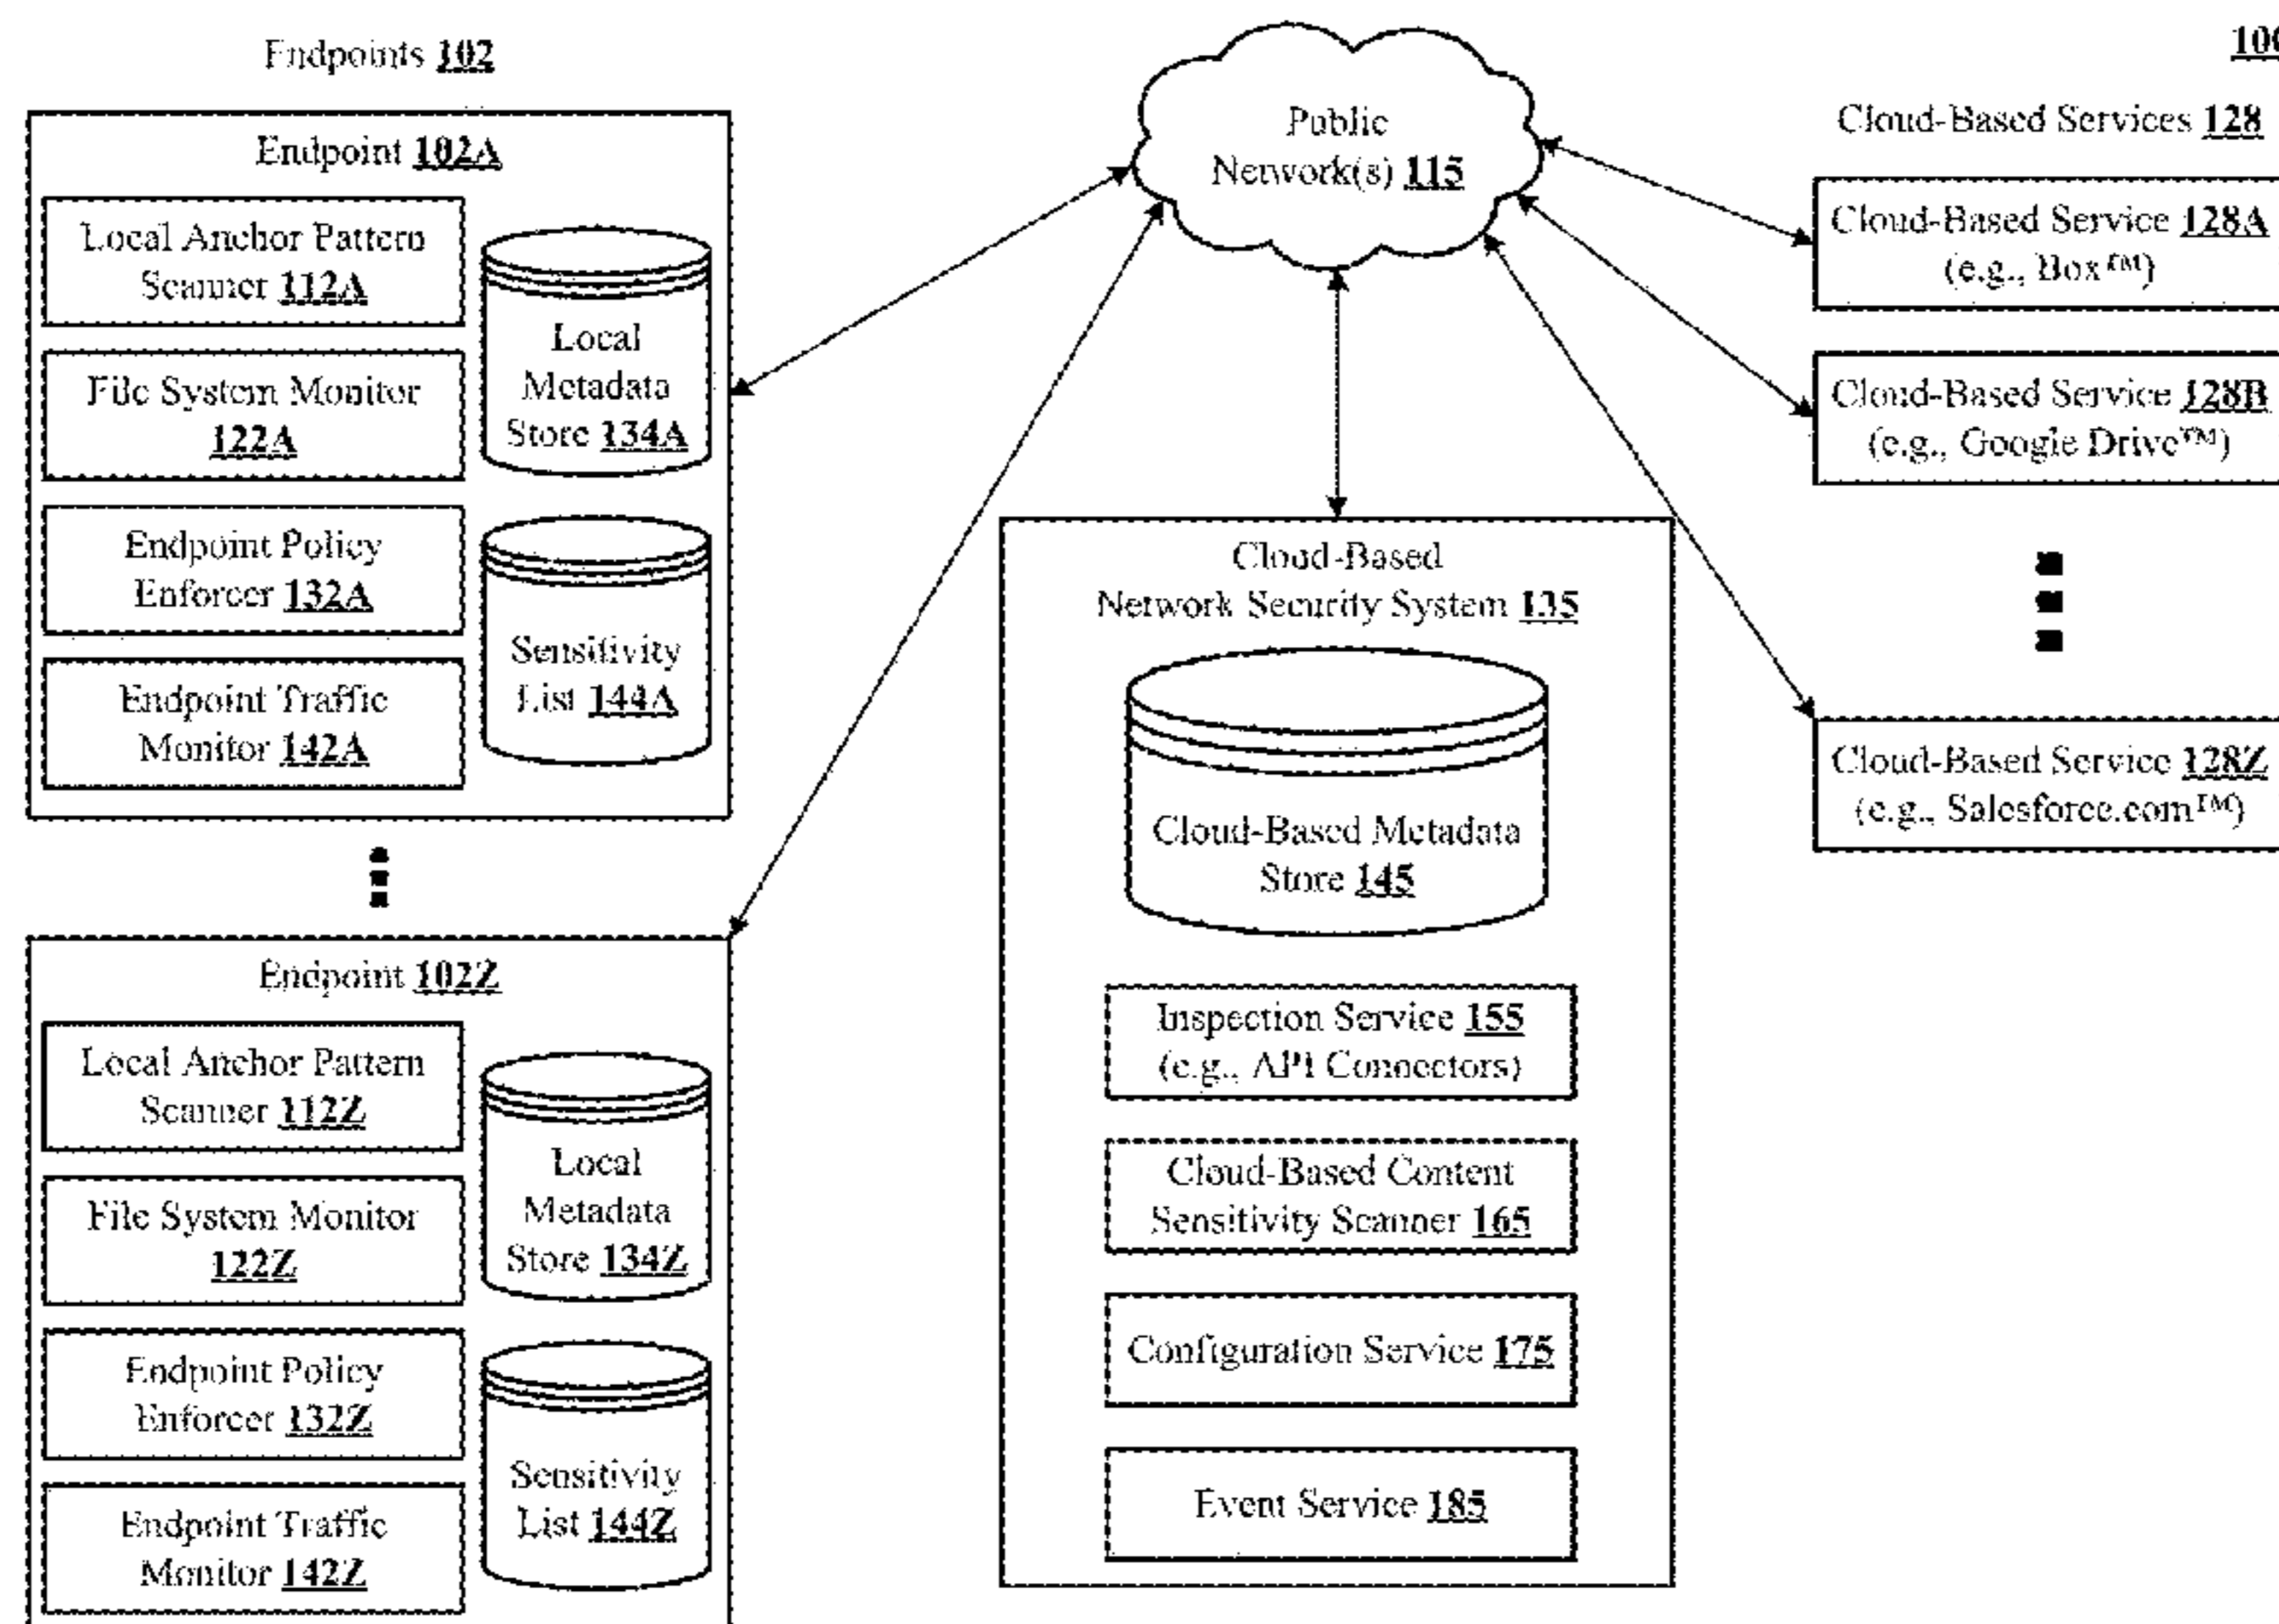 Endpoints 102
Endpoint 102A
Local Anchor Pattern
Scanner 112A
File System Monitor
122A
Endpoint Policy
Enforcer 132A
Endpoint Traffic
Monitor 142A
Local
Metadata
Store 134A
Sensitivity
List 144A
Endpoint 102Z
Local Anchor Pattern
Scanner 112Z
File System Monitor
122Z
Endpoint Policy
Enforcer 132Z
Endpoint Traffic
Monitor 142Z
Local
Metadata
Store 134Z
Sensitivity
List 144Z
Public
Network(s) 115
Cloud-Based
Network Security System 135
Cloud-Based Metadata
Store 145
Inspection Service 155
(e.g., API Connectors)
Cloud-Based Content
Sensitivity Scanner 165
Configuration Service 175
Event Service 185
100
Cloud-Based Services 128
Cloud-Based Service 128A
(e.g., Box™)
Cloud-Based Service 128B
(e.g., Google Drive™)
Cloud-Based Service 128Z
(e.g., Salesforce.com™)